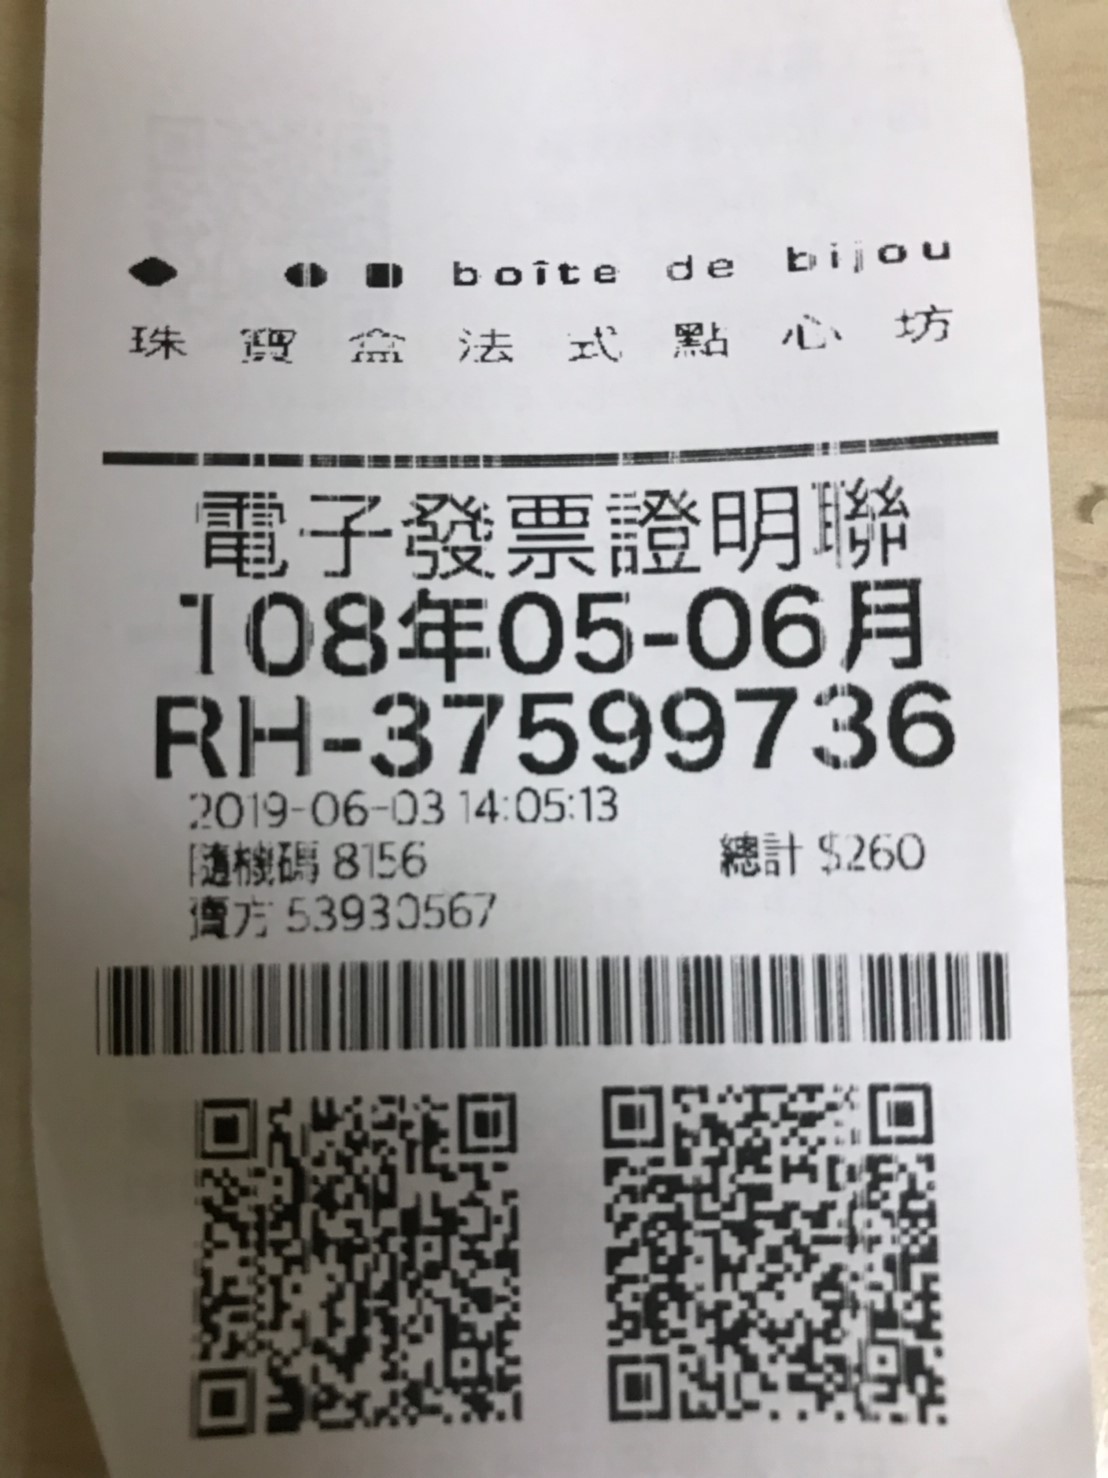 boîte de bijou
珠寶盒法式點心坊
電子發票證明聯
108年05-06月
RH-37599736
2019-06-03 14:05:13
隨機碼 8156 總計 $260
賣方 53930567